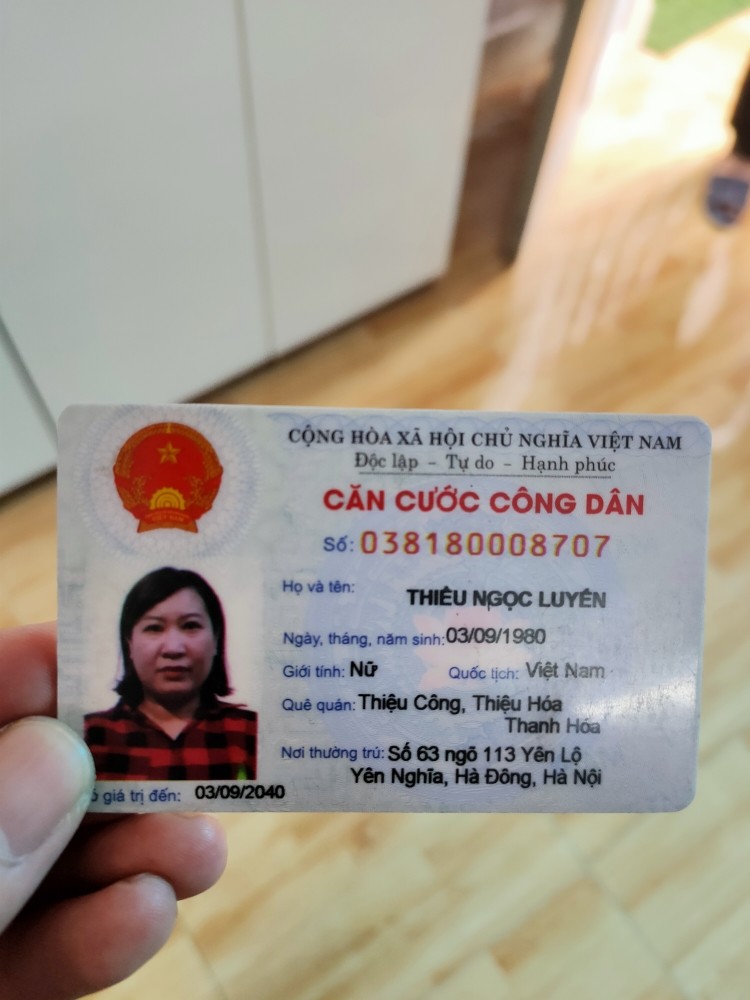 CỘNG HÒA XÃ HỘI CHỦ NGHĨA VIỆT NAM
Độc lập - Tự do - Hạnh phúc
CĂN CƯỚC CÔNG DÂN
Số: 038180008707
Họ và tên:
THIỀU NGỌC LUYẾN
Ngày, tháng, năm sinh: 03/09/1980
Giới tính: Nữ Quốc tịch: Việt Nam
Quê quán: Thiệu Công, Thiệu Hóa
Thanh Hóa
Nơi thường trú: Số 63 ngõ 113 Yên Lộ
Yên Nghĩa, Hà Đông, Hà Nội
giá trị đến: 03/09/2040